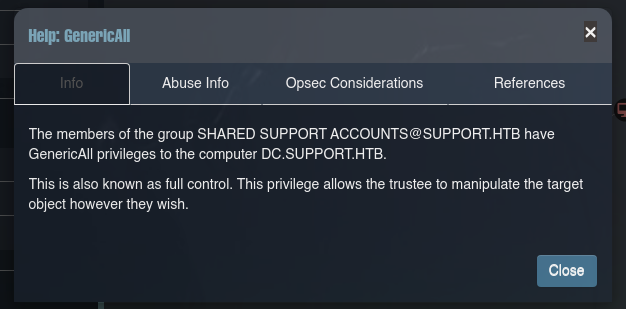 Help: GenericAll
×
Info
Abuse Info
Opsec Considerations
References
The members of the group SHARED SUPPORT ACCOUNTS@SUPPORT.HTB have
GenericAll privileges to the computer DC.SUPPORT.HTB.
This is also known as full control. This privilege allows the trustee to manipulate the target
object however they wish.
Close